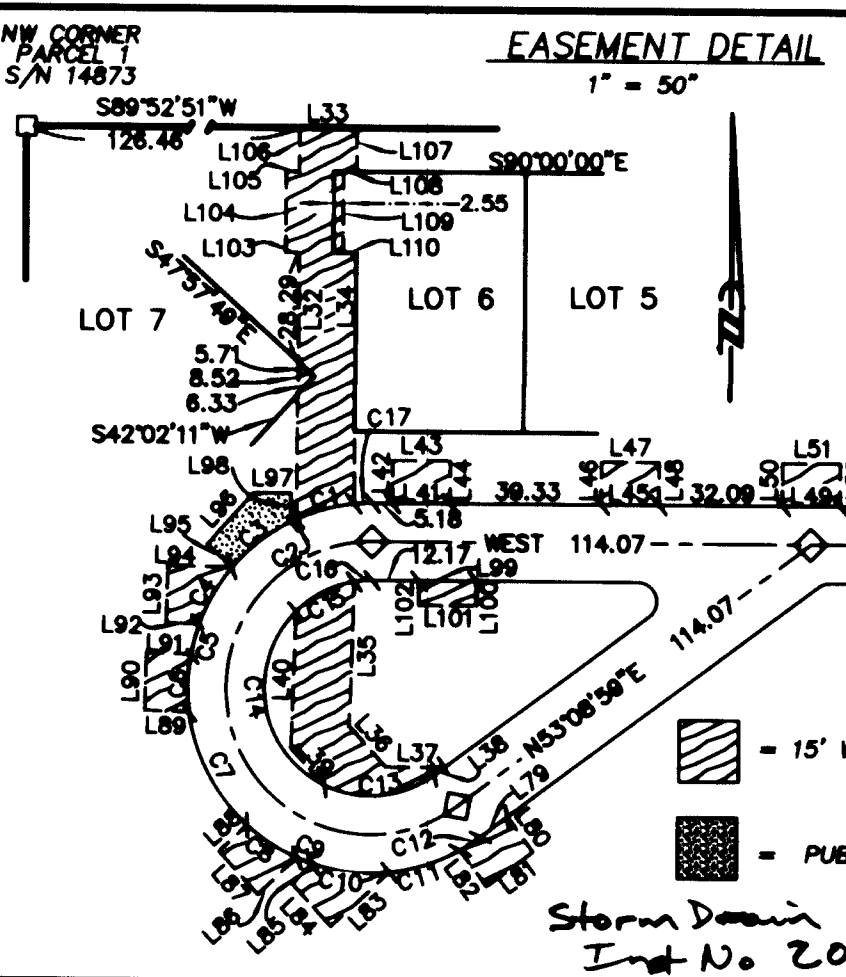 NW CORNER
PARCEL 1
S/N 14873
EASEMENT DETAIL
1" = 50"
S89°52'51"W
126.46
L33
L106
L107
L105
L108
S90°00'00"E
L104
2.55
L109
L103
L110
S47°57'49"E
28.29
L32
L34
LOT 7
LOT 6
LOT 5
5.71
8.52
6.33
S42°02'11"W
C17
L98
L97
C1
L42
L43
L44
L41
39.33
L46
L47
L48
L45
32.09
L50
L51
L49
5.18
L96
C3
C2
L95
C16
12.17
WEST 114.07
L99
L94
L93
C4
C15
L102
L101
L100
L92
C5
L91
L90
C6
L89
L40
L35
C14
114.07
N53°08'59"E
L36
L37
L38
L39
C13
L79
C7
C12
L80
L81
L82
C11
C8
C9
C10
L87
L86
L85
L84
L83
= 15'
= PUB
Storm Drain
Inst No. 20